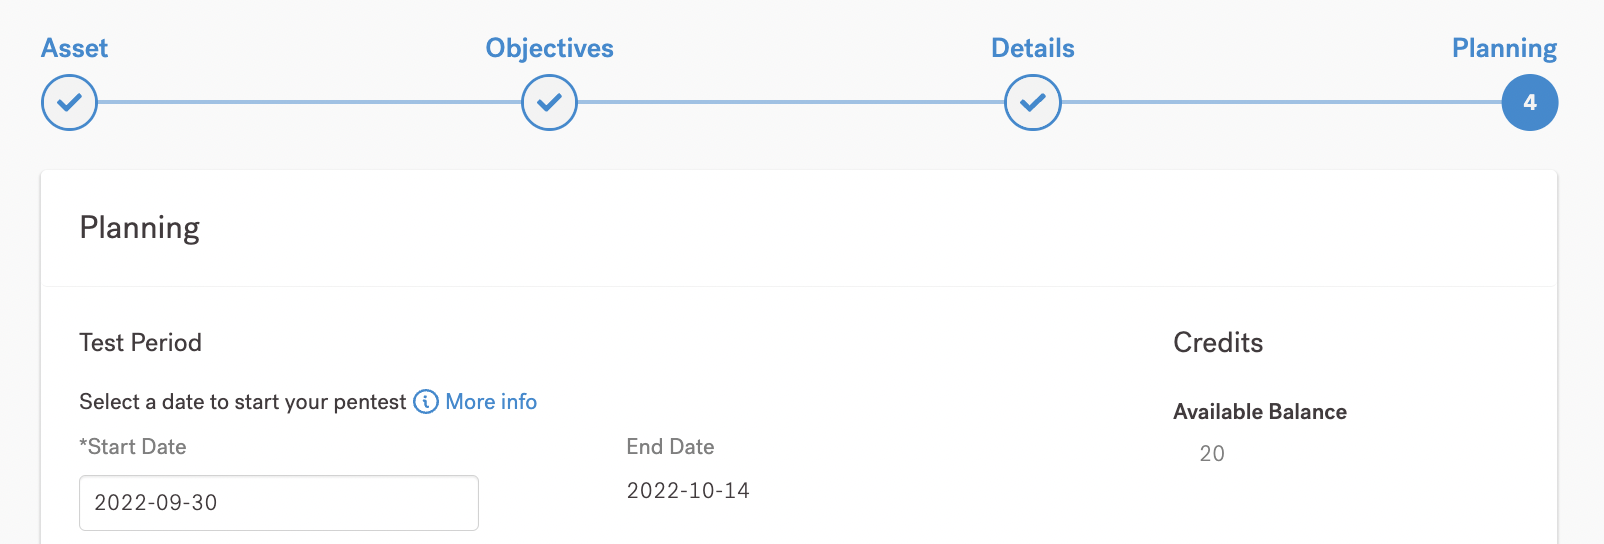 Asset
Objectives
Details
Planning
4
Planning
Test Period
Select a date to start your pentest More info
*Start Date
2022-09-30
End Date
2022-10-14
Credits
Available Balance
20